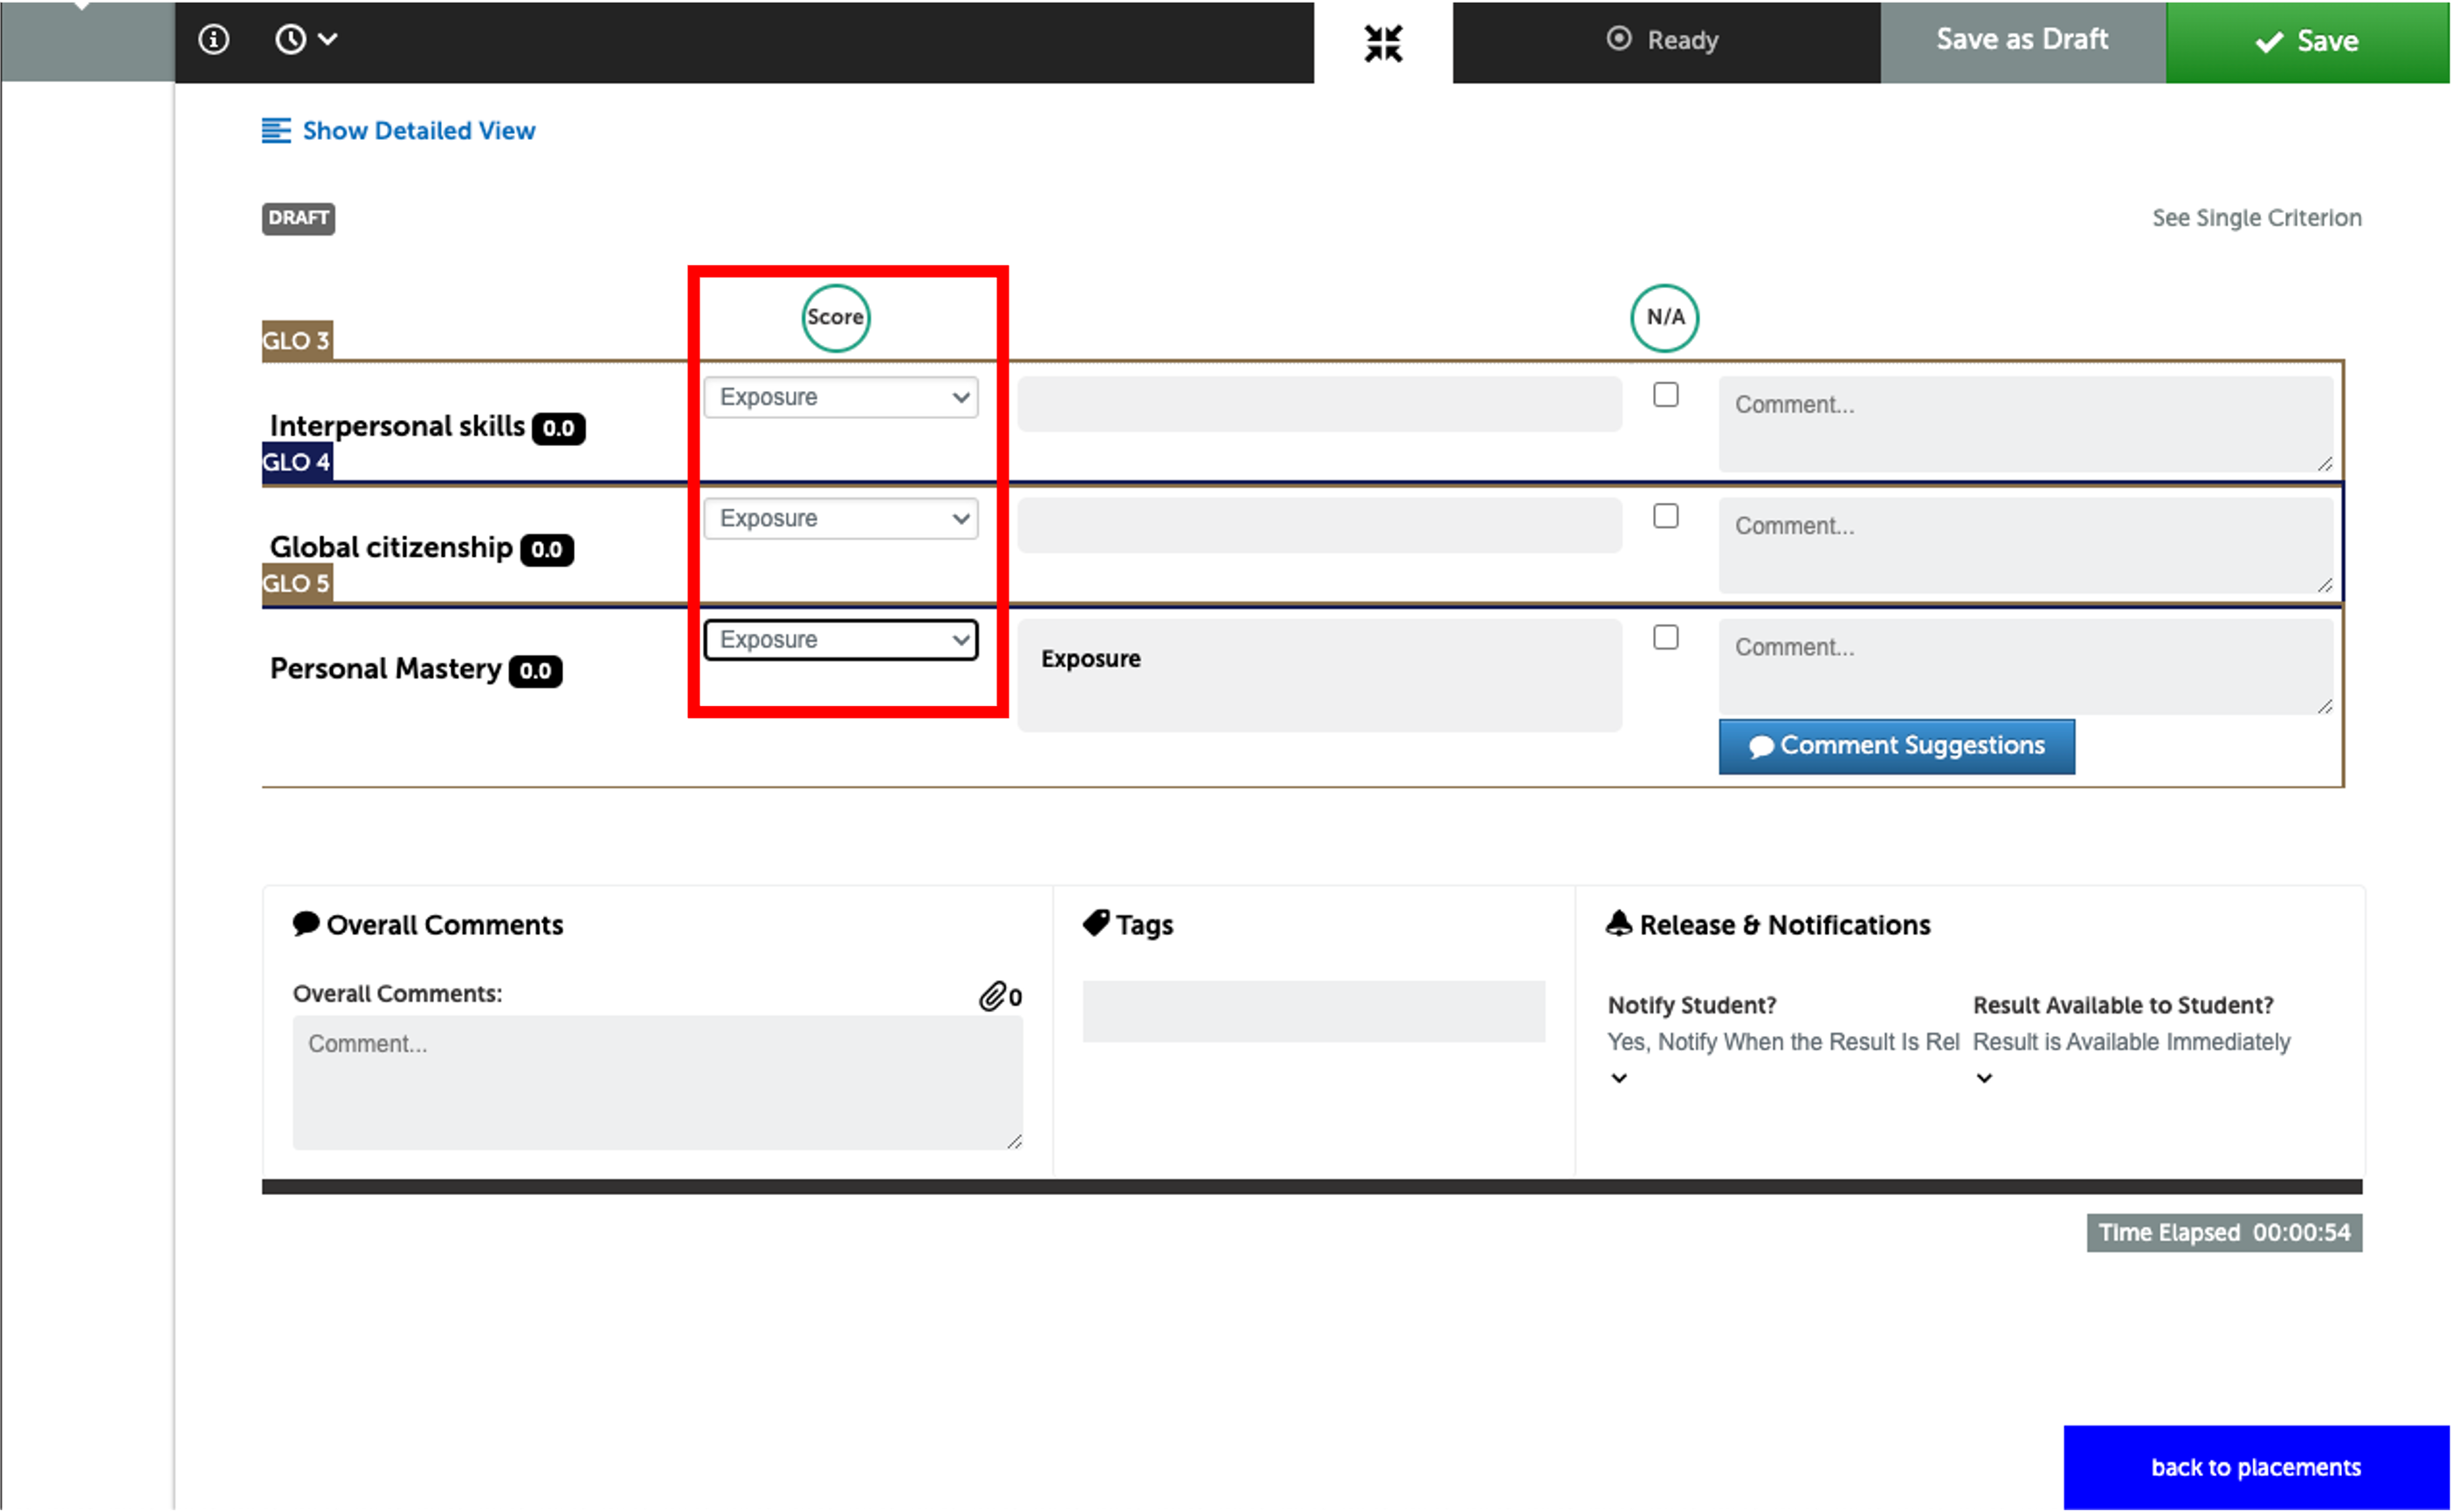 Ready
Save as Draft
Save
Show Detailed View
DRAFT
See Single Criterion
Score
N/A
GLO 3
Exposure
Comment...
Interpersonal skills 0.0
GLO 4
Exposure
Comment...
Global citizenship 0.0
GLO 5
Exposure
Exposure
Comment...
Personal Mastery 0.0
Comment Suggestions
Overall Comments
Tags
Release & Notifications
Overall Comments:
0
Comment...
Notify Student?
Result Available to Student?
Yes, Notify When the Result Is Rel
Result is Available Immediately
Time Elapsed 00:00:54
back to placements